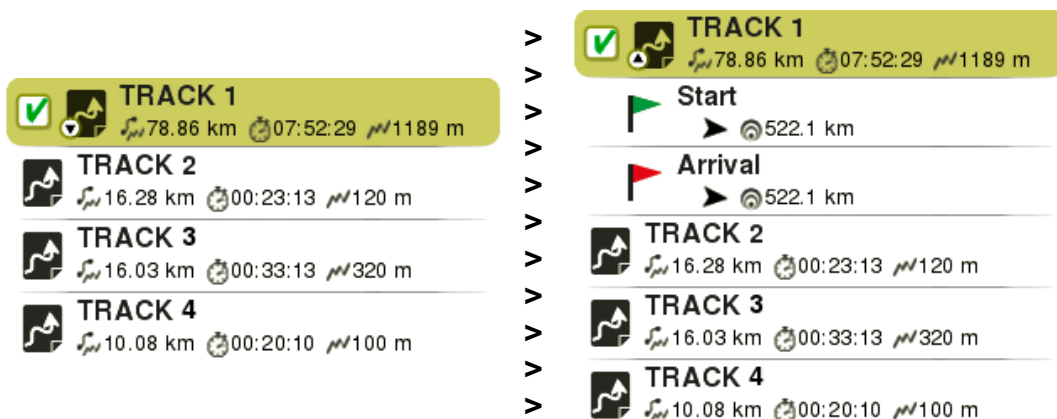 TRACK 1
78.86 km 07:52:29 1189 m
TRACK 2
16.28 km 00:23:13 120 m
TRACK 3
16.03 km 00:33:13 320 m
TRACK 4
10.08 km 00:20:10 100 m
>
>
>
>
>
>
>
>
>
>
>
TRACK 1
78.86 km 07:52:29 1189 m
Start
522.1 km
Arrival
522.1 km
TRACK 2
16.28 km 00:23:13 120 m
TRACK 3
16.03 km 00:33:13 320 m
TRACK 4
10.08 km 00:20:10 100 m